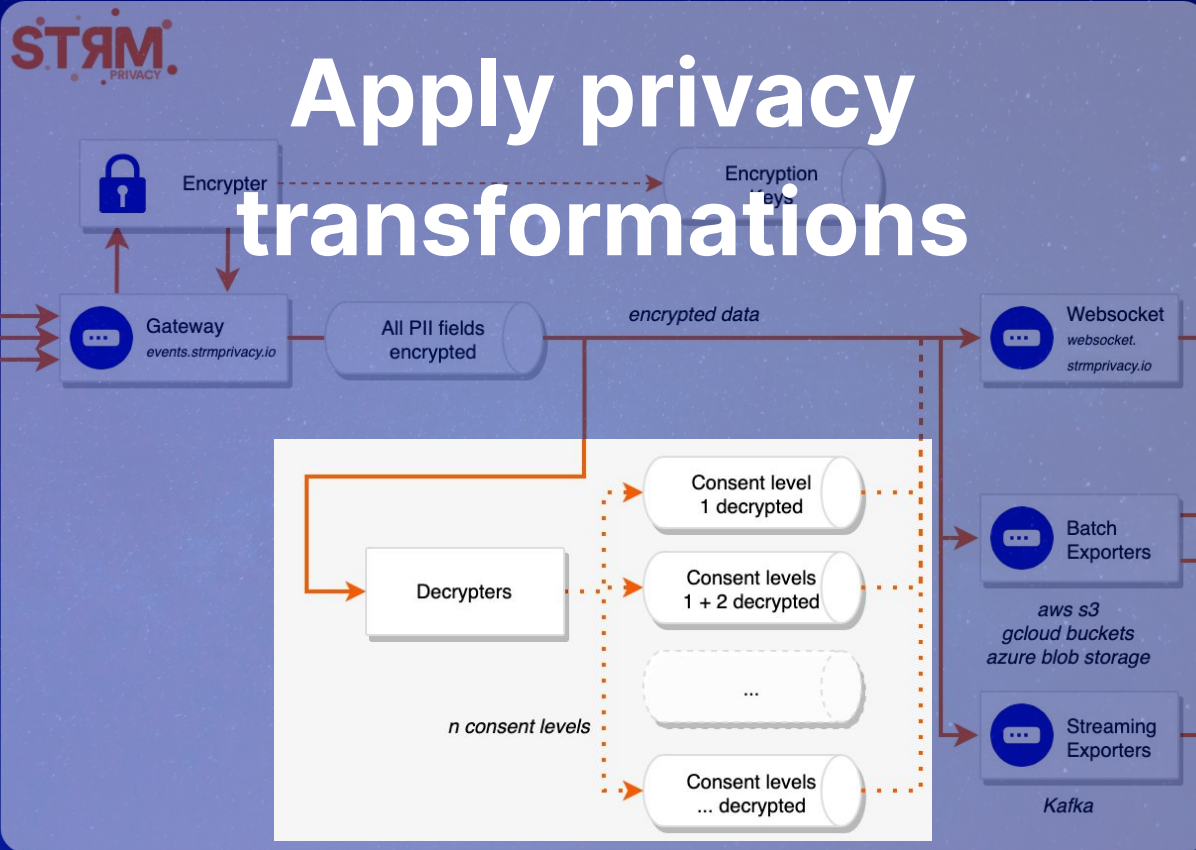 STЯM
PRIVACY
Apply privacy
transformations
Encrypter
Encryption
Keys
Gateway
events.strmprivacy.io
All PII fields
encrypted
encrypted data
Websocket
websocket.
strmprivacy.io
Consent level
1 decrypted
Decrypters
Consent levels
1 + 2 decrypted
...
n consent levels
Consent levels
... decrypted
Batch
Exporters
aws s3
gcloud buckets
azure blob storage
Streaming
Exporters
Kafka